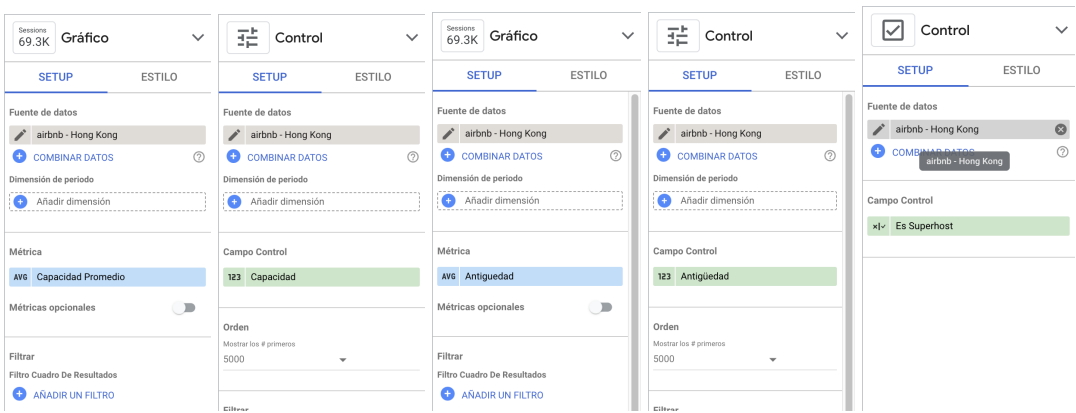 Sessions
69.3K
Gráfico
SETUP
ESTILO
Fuente de datos
airbnb - Hong Kong
COMBINAR DATOS
Dimensión de periodo
Añadir dimensión
Métrica
AVG Capacidad Promedio
Métricas opcionales
Filtrar
Filtro Cuadro De Resultados
AÑADIR UN FILTRO
Control
SETUP
ESTILO
Fuente de datos
airbnb - Hong Kong
COMBINAR DATOS
Dimensión de periodo
Añadir dimensión
Campo Control
123 Capacidad
Orden
Mostrar los # primeros
5000
Filtrar
Sessions
69.3K
Gráfico
SETUP
ESTILO
Fuente de datos
airbnb - Hong Kong
COMBINAR DATOS
Dimensión de periodo
Añadir dimensión
Métrica
AVG Antiguedad
Métricas opcionales
Filtrar
Filtro Cuadro De Resultados
AÑADIR UN FILTRO
Control
SETUP
ESTILO
Fuente de datos
airbnb - Hong Kong
COMBINAR DATOS
Dimensión de periodo
Añadir dimensión
Campo Control
123 Antigüedad
Orden
Mostrar los # primeros
5000
Filtrar
Control
SETUP
ESTILO
Fuente de datos
airbnb - Hong Kong
COMBINAR DATOS
airbnb - Hong Kong
Campo Control
Es Superhost